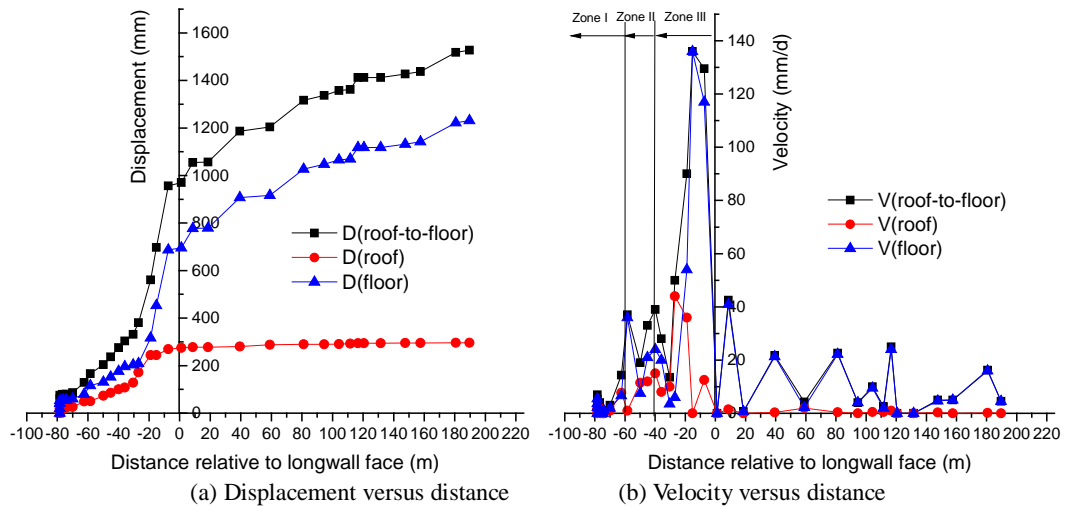 1600
1400
1200
1000
800
600
400
200
0
Displacement (mm)
D(roof-to-floor)
D(roof)
D(floor)
-100 -80 -60 -40 -20 0 20 40 60 80 100 120 140 160 180 200 220
Distance relative to longwall face (m)
(a) Displacement versus distance
Zone I Zone II Zone III
140
120
100
80
60
40
20
0
Velocity (mm/d)
V(roof-to-floor)
V(roof)
V(floor)
-100 -80 -60 -40 -20 0 20 40 60 80 100 120 140 160 180 200 220
Distance relative to longwall face (m)
(b) Velocity versus distance